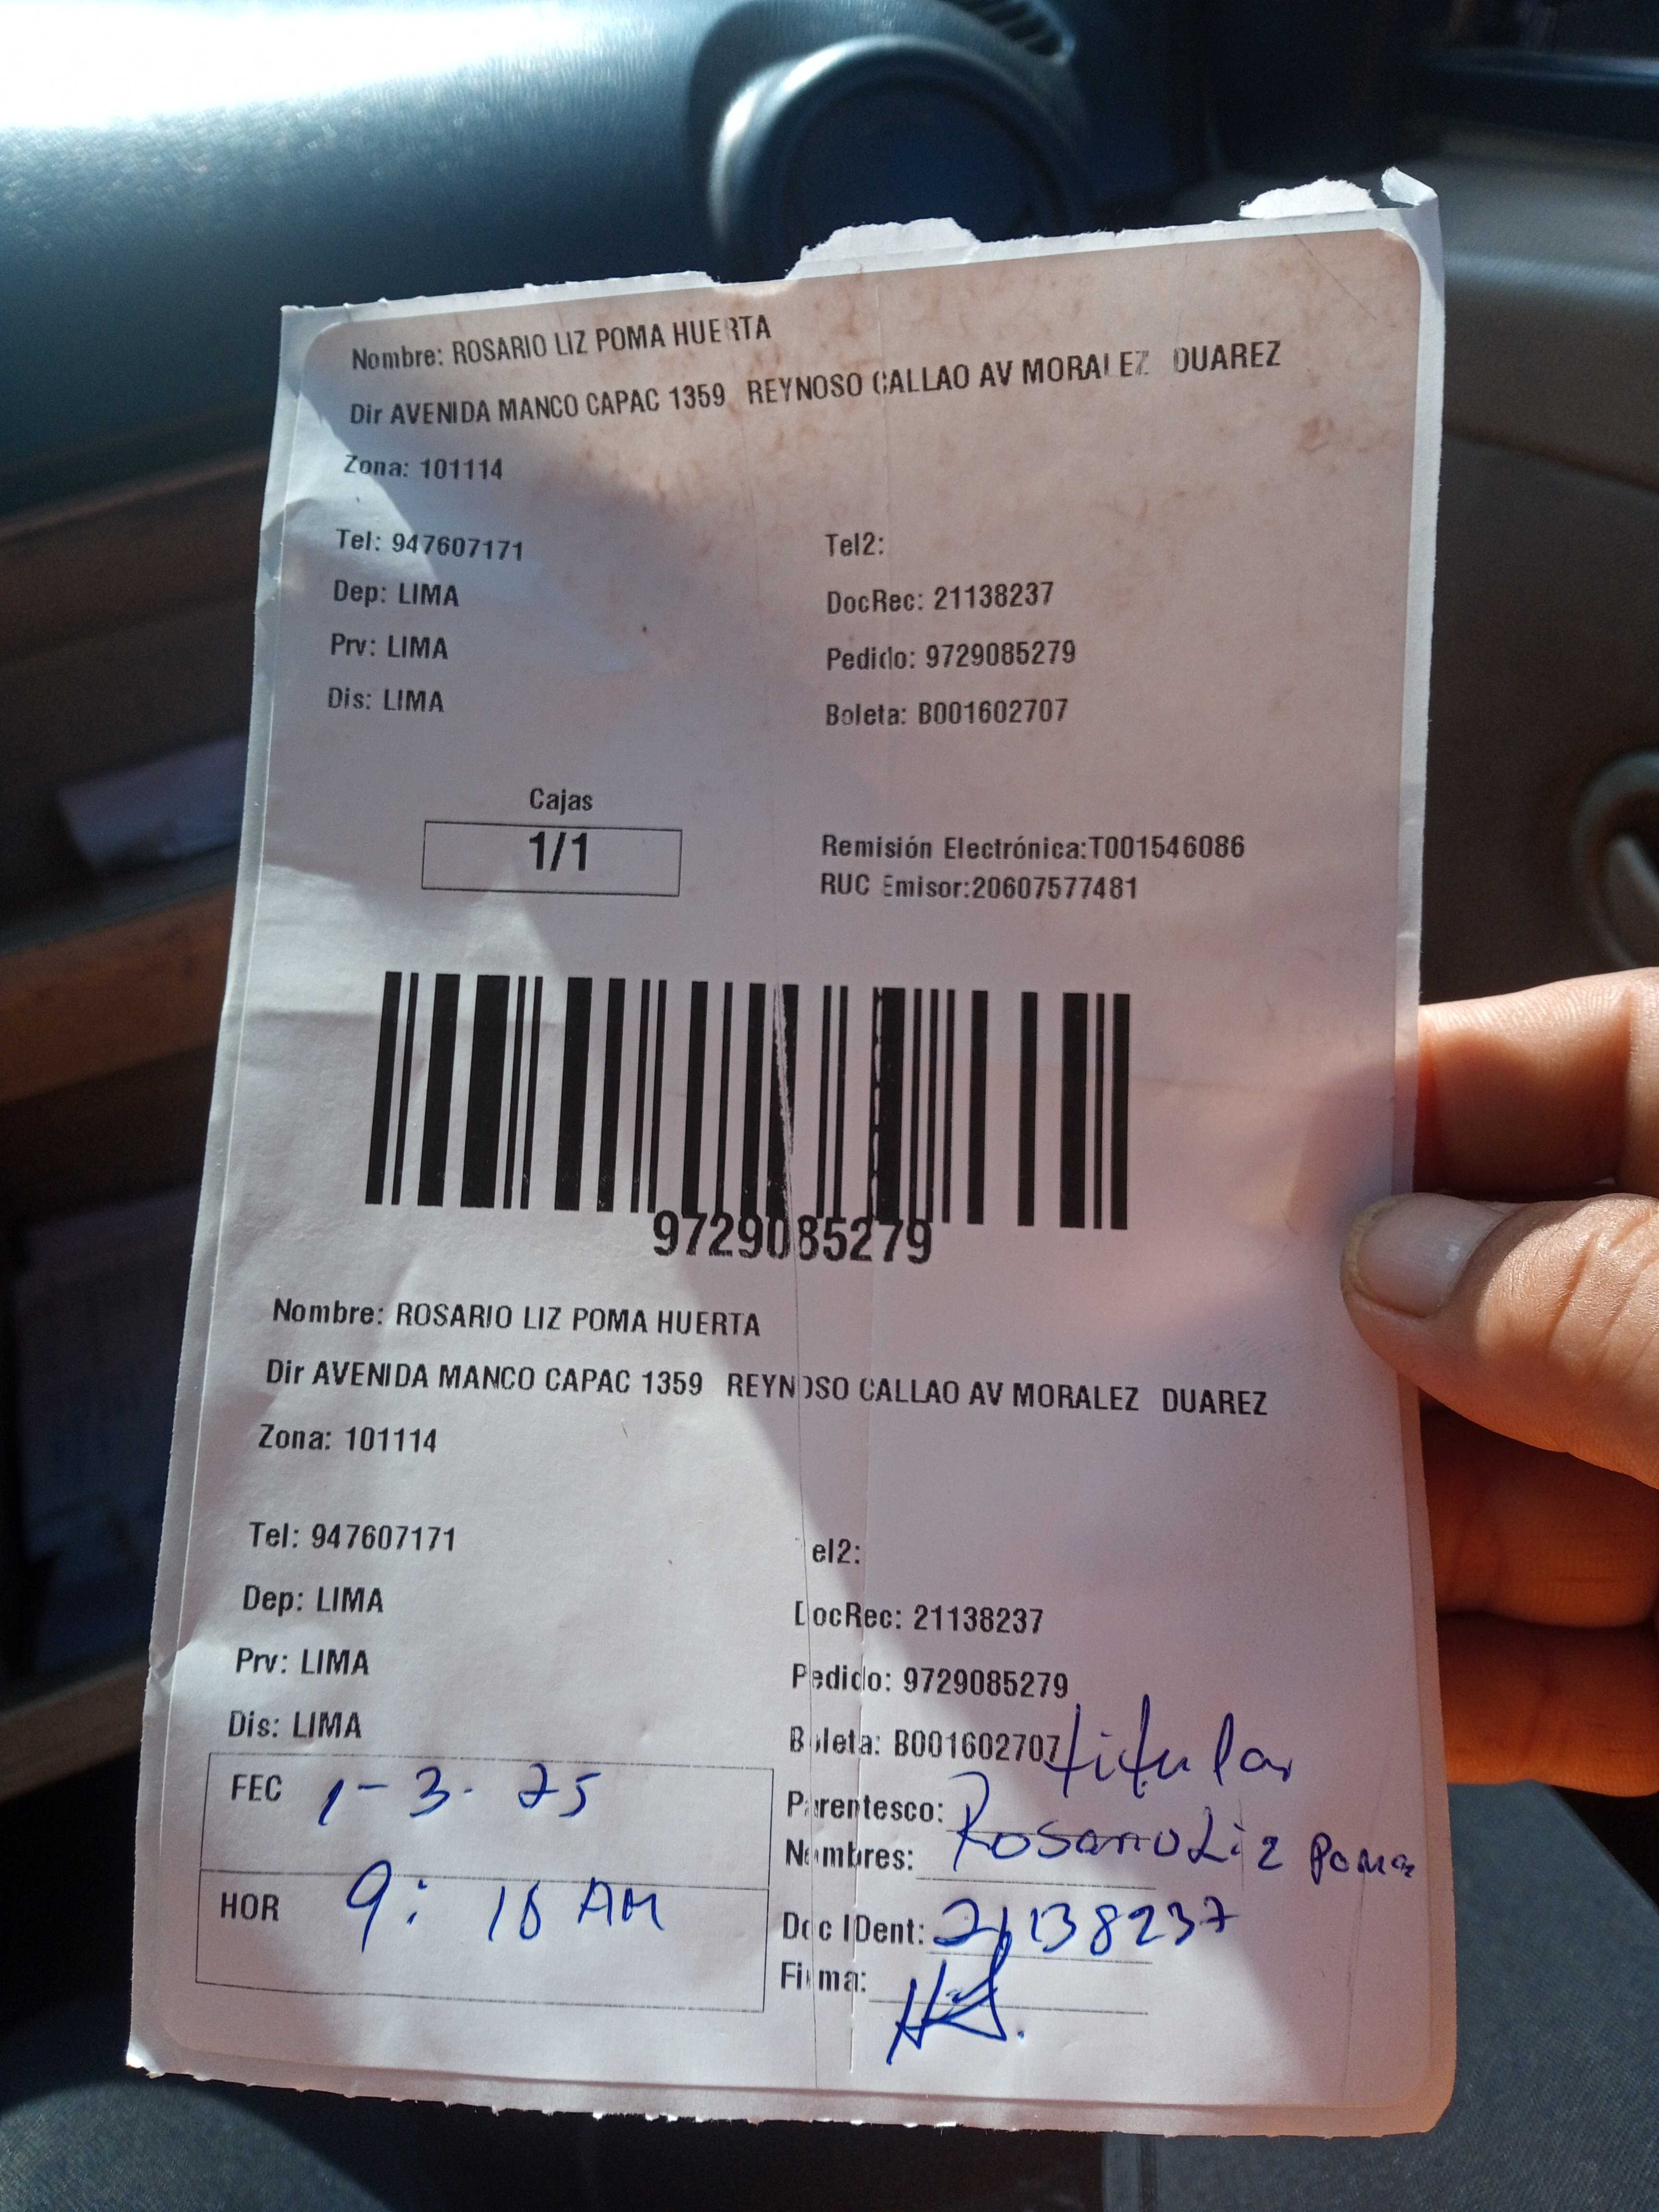 Nombre: ROSARIO LIZ POMA HUERTA
Dir AVENIDA MANCO CAPAC 1359 REYNOSO CALLAO AV MORALEZ DUAREZ
Zona: 101114
Tel: 947607171 Tel2:
Dep: LIMA DocRec: 21138237
Prv: LIMA Pedido: 9729085279
Dis: LIMA Boleta: B001602707
Cajas
1/1
Remisión Electrónica:T001546086
RUC Emisor:20607577481
9729085279
Nombre: ROSARIO LIZ POMA HUERTA
Dir AVENIDA MANCO CAPAC 1359 REYNOSO CALLAO AV MORALEZ DUAREZ
Zona: 101114
Tel: 947607171 Tel2:
Dep: LIMA DocRec: 21138237
Prv: LIMA Pedido: 9729085279
Dis: LIMA Boleta: B001602707
FEC 1-3-25
Parentesco: titular
Nombres: Rosario Liz Poma
HOR 9: AM
Doc IDent: 21138237
Firma: